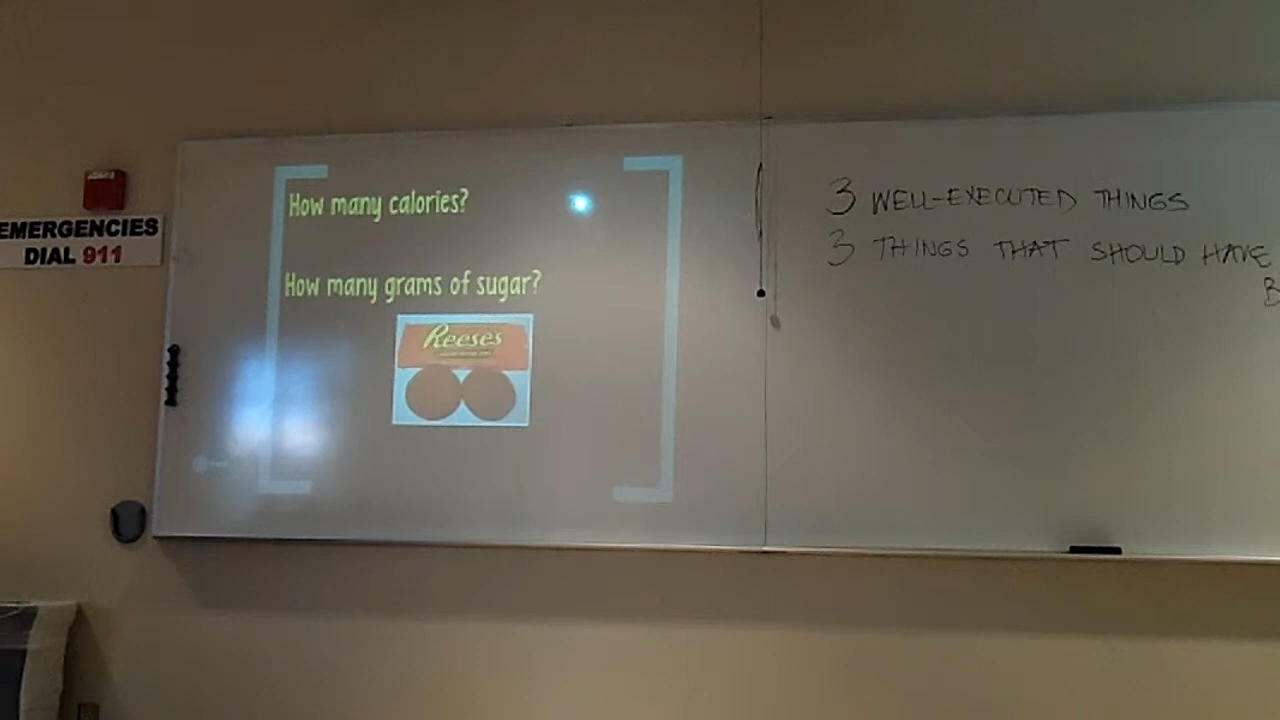 EMERGENCIES
DIAL 911
How many calories?
How many grams of sugar?
Reeses
3 WELL-EXECUTED THINGS
3 THINGS THAT SHOULD HAVE
B